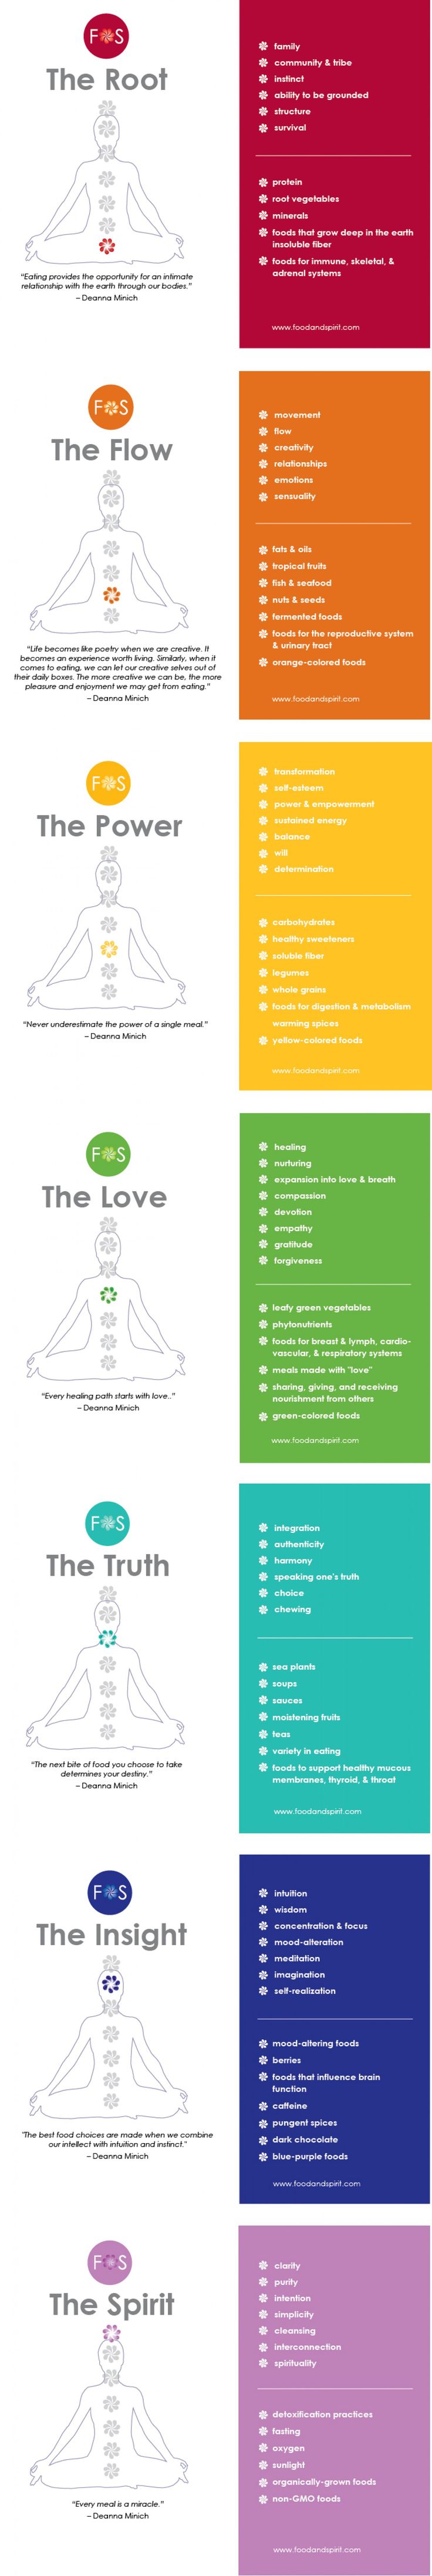 F S
The Root
"Eating provides the opportunity for an intimate
relationship with the earth through our bodies."
– Deanna Minich
family
community & tribe
instinct
ability to be grounded
structure
survival
protein
root vegetables
minerals
foods that grow deep in the earth
insoluble fiber
foods for immune, skeletal, &
adrenal systems
www.foodandspirit.com
F S
The Flow
"Life becomes like poetry when we are creative. It
becomes an experience worth living. Similarly, when it
comes to eating, we can let our creative selves out of
their daily boxes. The more creative we can be, the more
pleasure and enjoyment we may get from eating."
– Deanna Minich
movement
flow
creativity
relationships
emotions
sensuality
fats & oils
tropical fruits
fish & seafood
nuts & seeds
fermented foods
foods for the reproductive system
& urinary tract
orange-colored foods
www.foodandspirit.com
F S
The Power
"Never underestimate the power of a single meal."
– Deanna Minich
transformation
self-esteem
power & empowerment
sustained energy
balance
will
determination
carbohydrates
healthy sweeteners
soluble fiber
legumes
whole grains
foods for digestion & metabolism
warming spices
yellow-colored foods
www.foodandspirit.com
F S
The Love
"Every healing path starts with love.."
– Deanna Minich
healing
nurturing
expansion into love & breath
compassion
devotion
empathy
gratitude
forgiveness
leafy green vegetables
phytonutrients
foods for breast & lymph, cardio-
vascular, & respiratory systems
meals made with "love"
sharing, giving, and receiving
nourishment from others
green-colored foods
www.foodandspirit.com
F S
The Truth
"The next bite of food you choose to take
determines your destiny."
– Deanna Minich
integration
authenticity
harmony
speaking one's truth
choice
chewing
sea plants
soups
sauces
moistening fruits
teas
variety in eating
foods to support healthy mucous
membranes, thyroid, & throat
www.foodandspirit.com
F S
The Insight
"The best food choices are made when we combine
our intellect with intuition and instinct."
– Deanna Minich
intuition
wisdom
concentration & focus
mood-alteration
meditation
imagination
self-realization
mood-altering foods
berries
foods that influence brain
function
caffeine
pungent spices
dark chocolate
blue-purple foods
www.foodandspirit.com
F S
The Spirit
"Every meal is a miracle."
– Deanna Minich
clarity
purity
intention
simplicity
cleansing
interconnection
spirituality
detoxification practices
fasting
oxygen
sunlight
organically-grown foods
non-GMO foods
www.foodandspirit.com